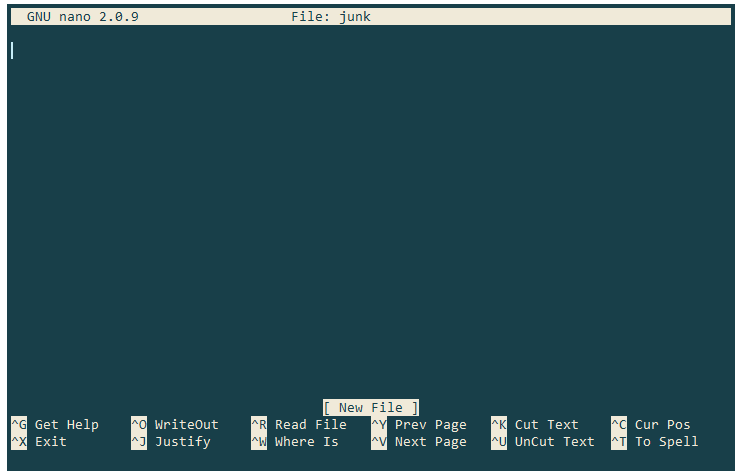 GNU nano 2.0.9 File: junk
[ New File ]
^G Get Help ^O WriteOut ^R Read File ^Y Prev Page ^K Cut Text ^C Cur Pos
^X Exit ^J Justify ^W Where Is ^V Next Page ^U UnCut Text ^T To Spell